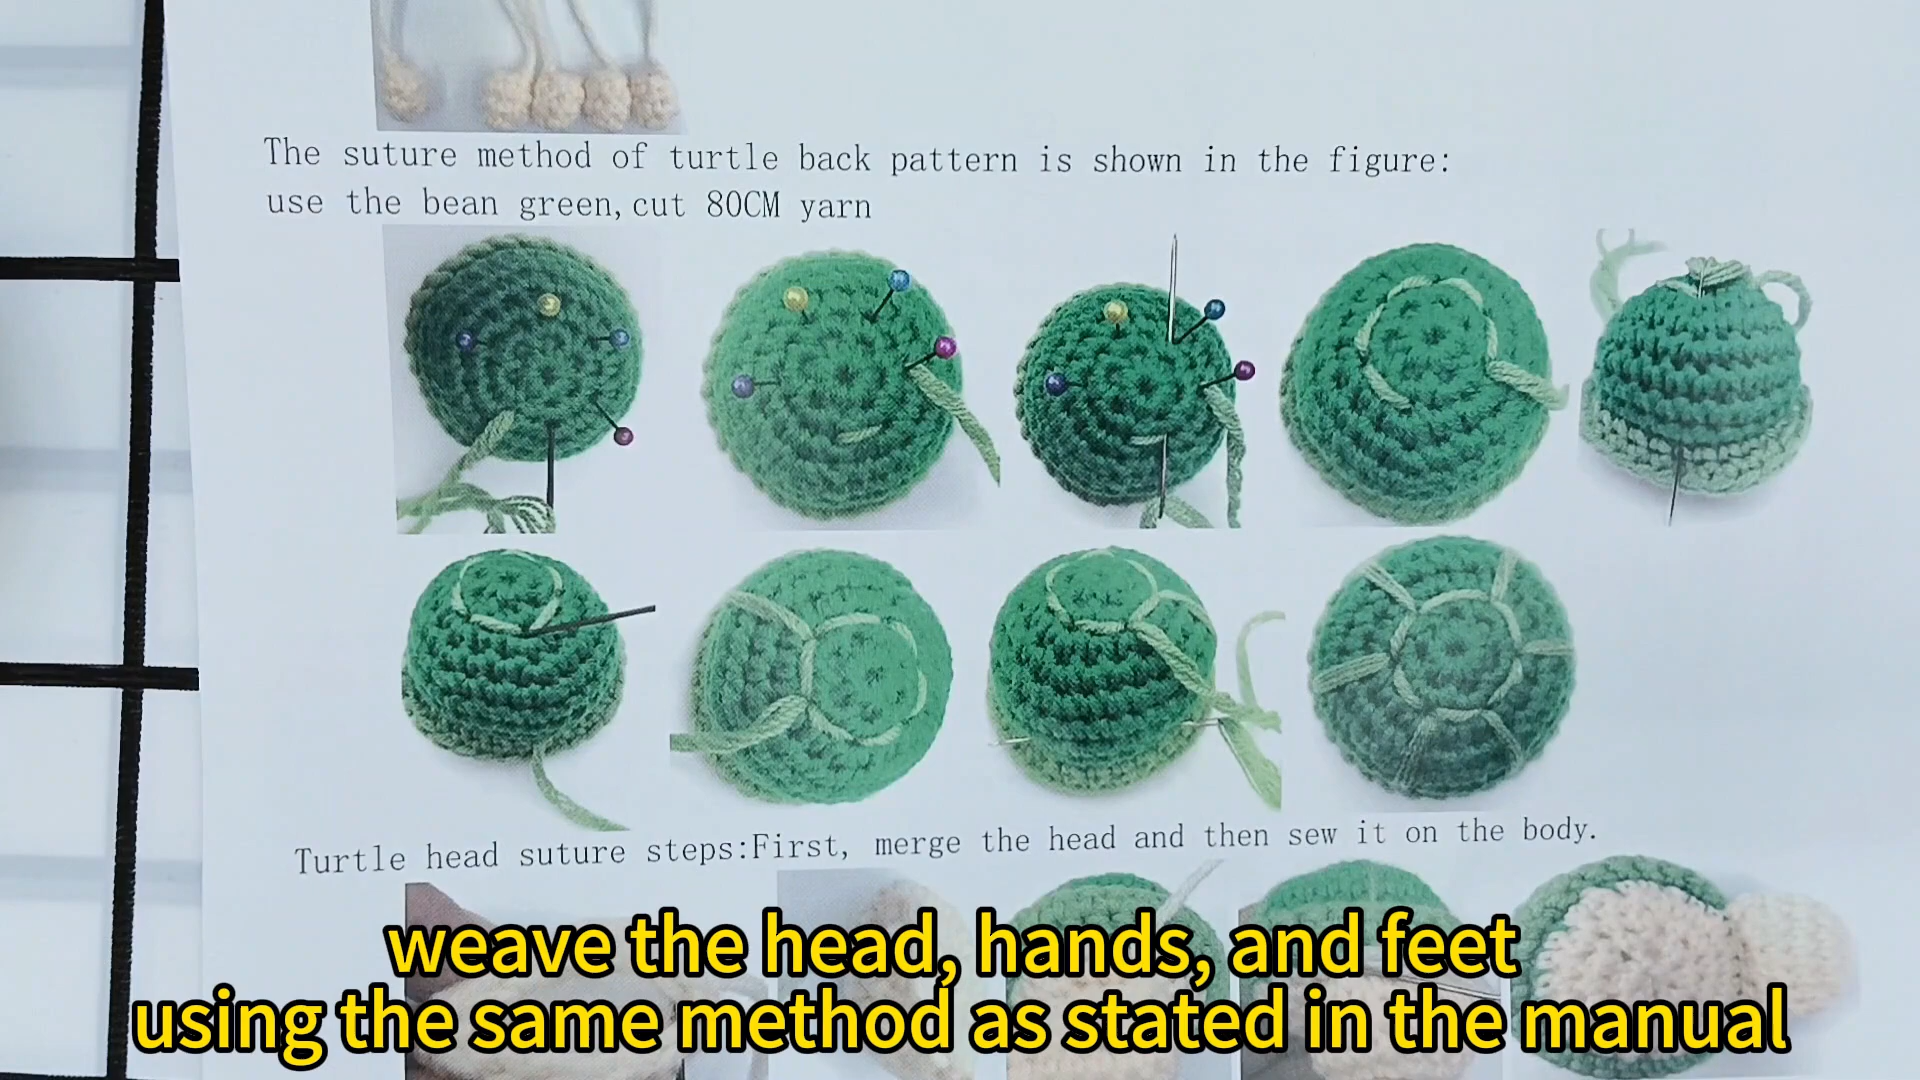 The suture method of turtle back pattern is shown in the figure:
use the bean green,cut 80CM yarn
Turtle head suture steps:First, merge the head and then sew it on the body.
weave the head, hands, and feet
using the same method as stated in the manual